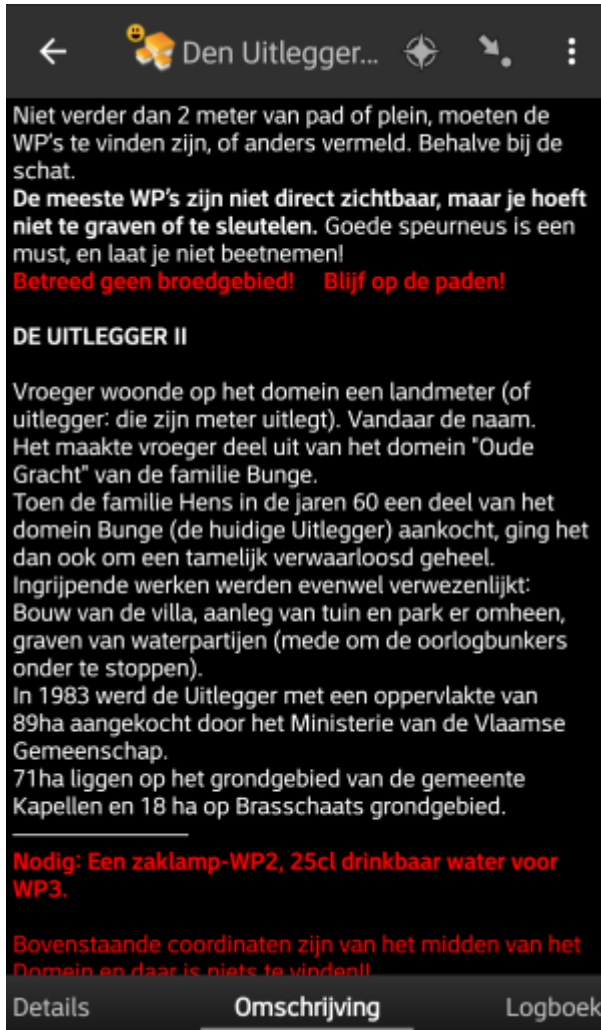 Den Uitlegger...
Niet verder dan 2 meter van pad of plein, moeten de
WP's te vinden zijn, of anders vermeld. Behalve bij de
schat.
De meeste WP's zijn niet direct zichtbaar, maar je hoeft
niet te graven of te sleutelen. Goede speurneus is een
must, en laat je niet beetnemen!
Betreed geen broedgebied! Blijf op de paden!
DE UITLEGGER II
Vroeger woonde op het domein een landmeter (of
uitlegger: die zijn meter uitlegt). Vandaar de naam.
Het maakte vroeger deel uit van het domein "Oude
Gracht" van de familie Bunge.
Toen de familie Hens in de jaren 60 een deel van het
domein Bunge (de huidige Uitlegger) aankocht, ging het
dan ook om een tamelijk verwaarloosd geheel.
Ingrijpende werken werden evenwel verwezenlijkt:
Bouw van de villa, aanleg van tuin en park er omheen,
graven van waterpartijen (mede om de oorlogbunkers
onder te stoppen).
In 1983 werd de Uitlegger met een oppervlakte van
89ha aangekocht door het Ministerie van de Vlaamse
Gemeenschap.
71ha liggen op het grondgebied van de gemeente
Kapellen en 18 ha op Brasschaats grondgebied.
Nodig: Een zaklamp-WP2, 25cl drinkbaar water voor
WP3.
Bovenstaande coordinaten zijn van het midden van het
Domein en daar is niets te vinden!!
Details Omschrijving Logboek